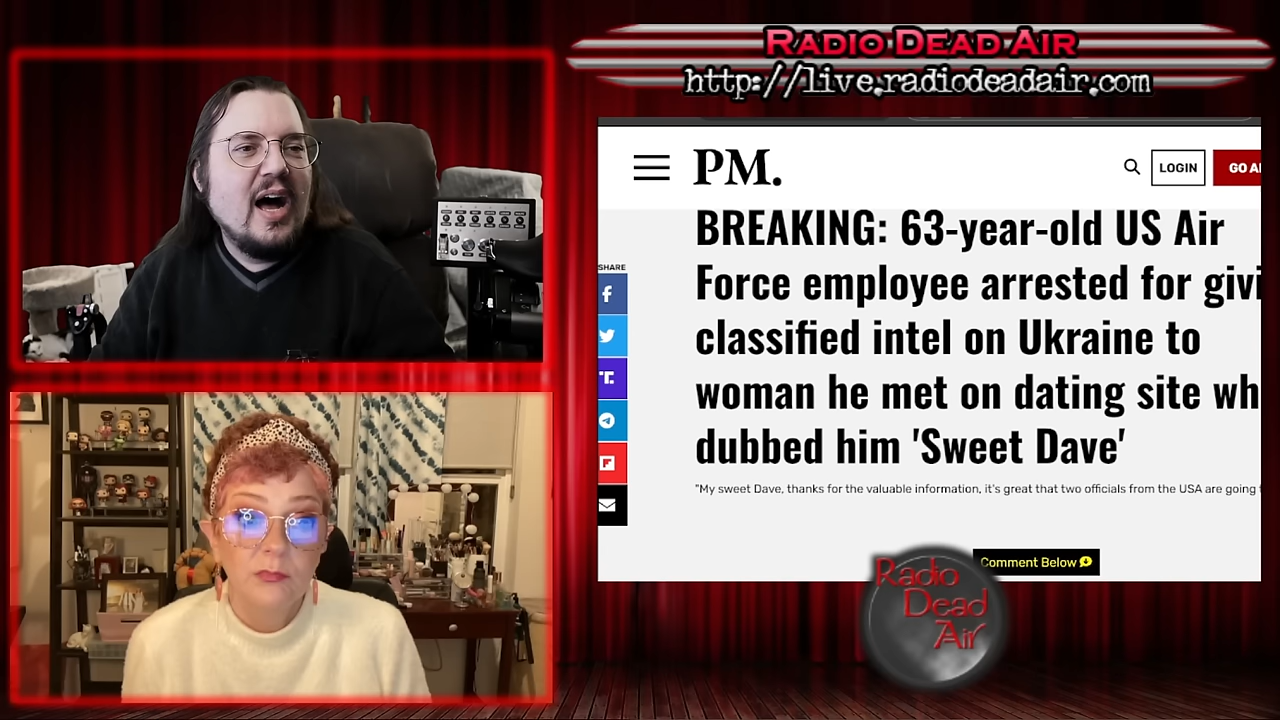 Radio Dead Air
http://live.radiodeadair.com
PM.
LOGIN
GO A
BREAKING: 63-year-old US Air
Force employee arrested for givi
classified intel on Ukraine to
woman he met on dating site wh
dubbed him 'Sweet Dave'
"My sweet Dave, thanks for the valuable information, it's great that two officials from the USA are going
SHARE
Comment Below
Radio
Dead
Air